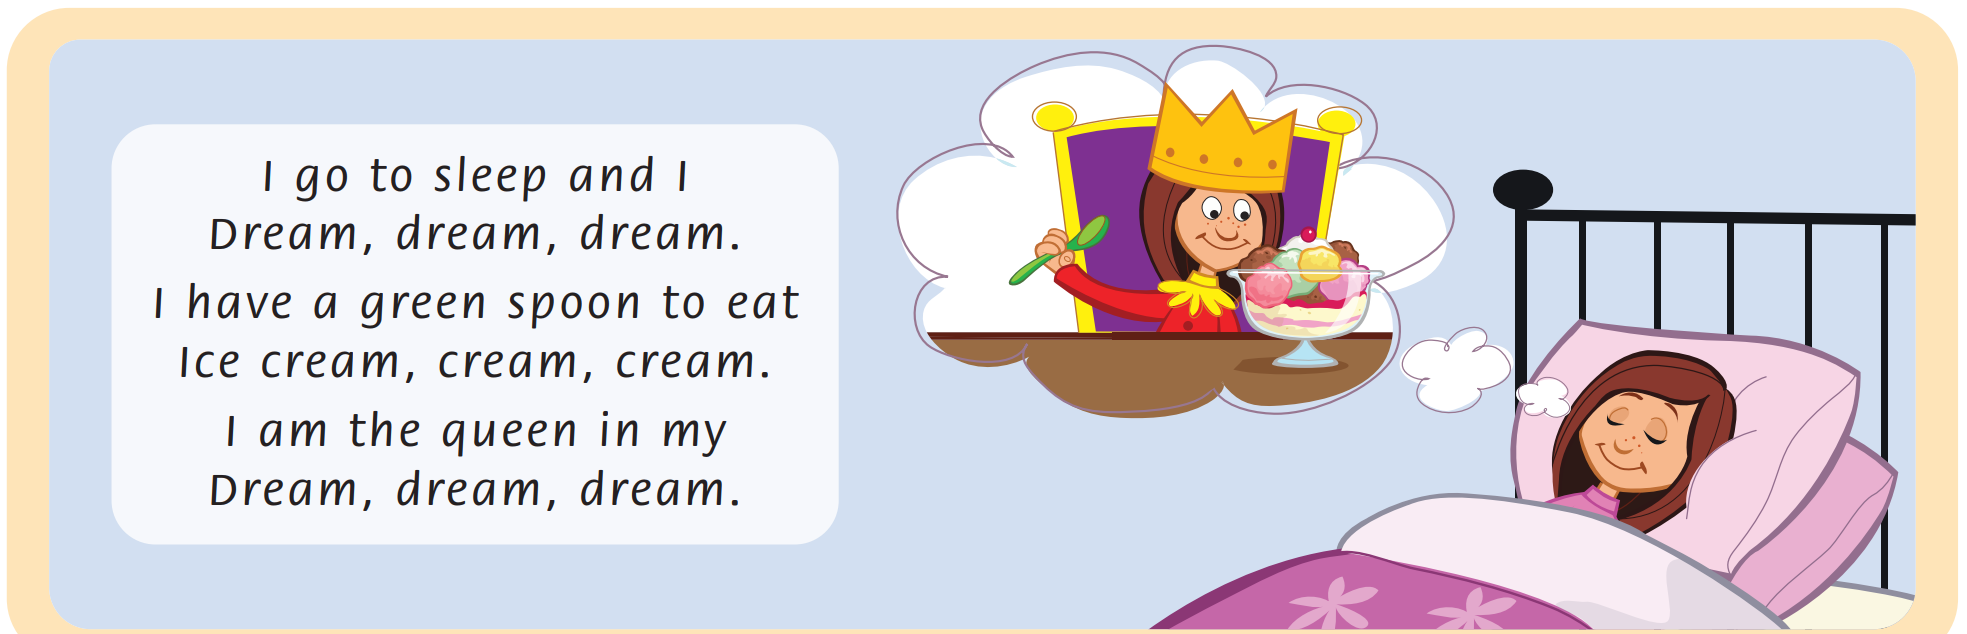 I go to sleep and I
Dream, dream, dream.
I have a green spoon to eat
Ice cream, cream, cream.
I am the queen in my
Dream, dream, dream.